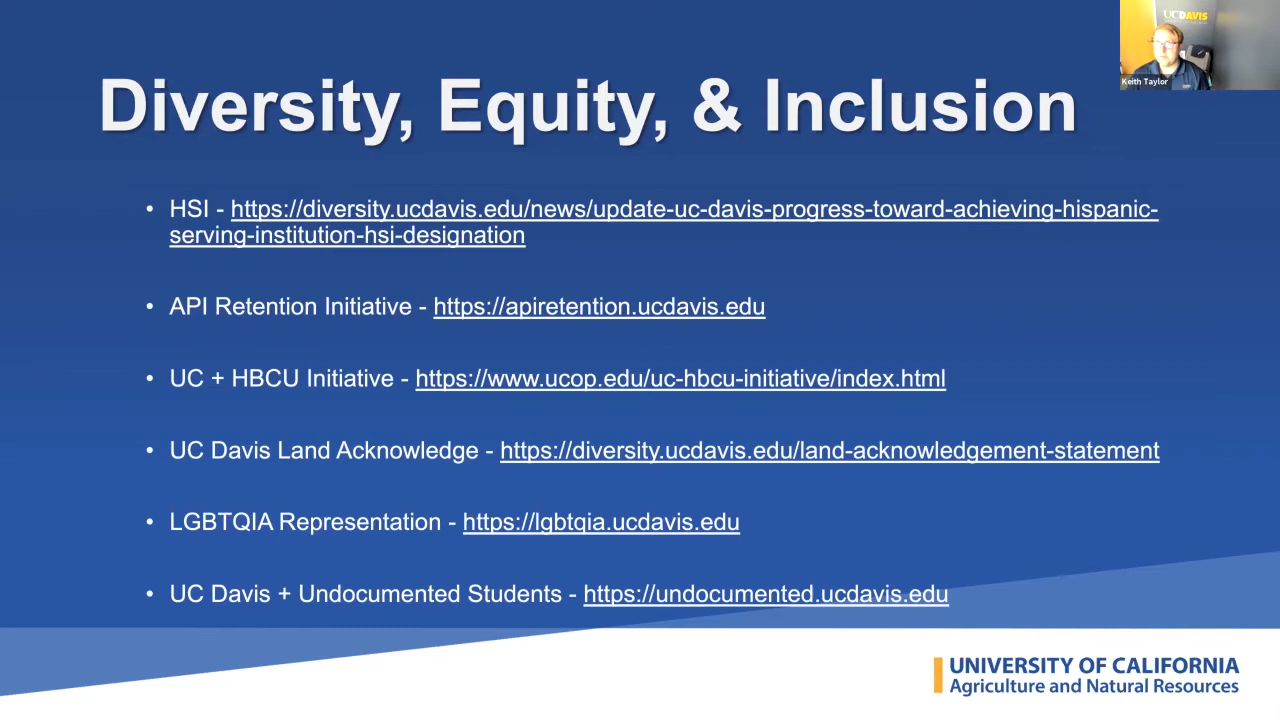 UCDAVIS
Keith Taylor
Diversity, Equity, & Inclusion
• HSI - https://diversity.ucdavis.edu/news/update-uc-davis-progress-toward-achieving-hispanic-
serving-institution-hsi-designation
• API Retention Initiative - https://apiretention.ucdavis.edu
• UC + HBCU Initiative - https://www.ucop.edu/uc-hbcu-initiative/index.html
• UC Davis Land Acknowledge - https://diversity.ucdavis.edu/land-acknowledgement-statement
• LGBTQIA Representation - https://lgbtqia.ucdavis.edu
• UC Davis + Undocumented Students - https://undocumented.ucdavis.edu
UNIVERSITY OF CALIFORNIA
Agriculture and Natural Resources